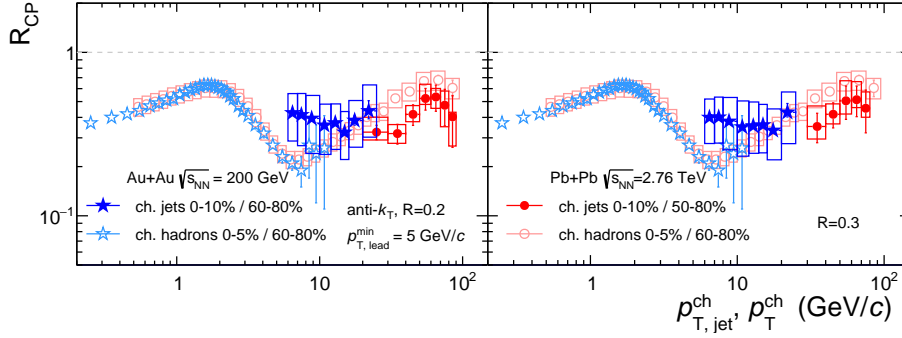 R_CP
1
10^−1
Au+Au √s_NN = 200 GeV
ch. jets 0-10% / 60-80%
ch. hadrons 0-5% / 60-80%
anti-k_T, R=0.2
p_T, lead^min = 5 GeV/c
1 10 10^2
Pb+Pb √s_NN=2.76 TeV
ch. jets 0-10% / 50-80%
ch. hadrons 0-5% / 60-80%
R=0.3
1 10 10^2
p_T, jet^ch, p_T^ch (GeV/c)